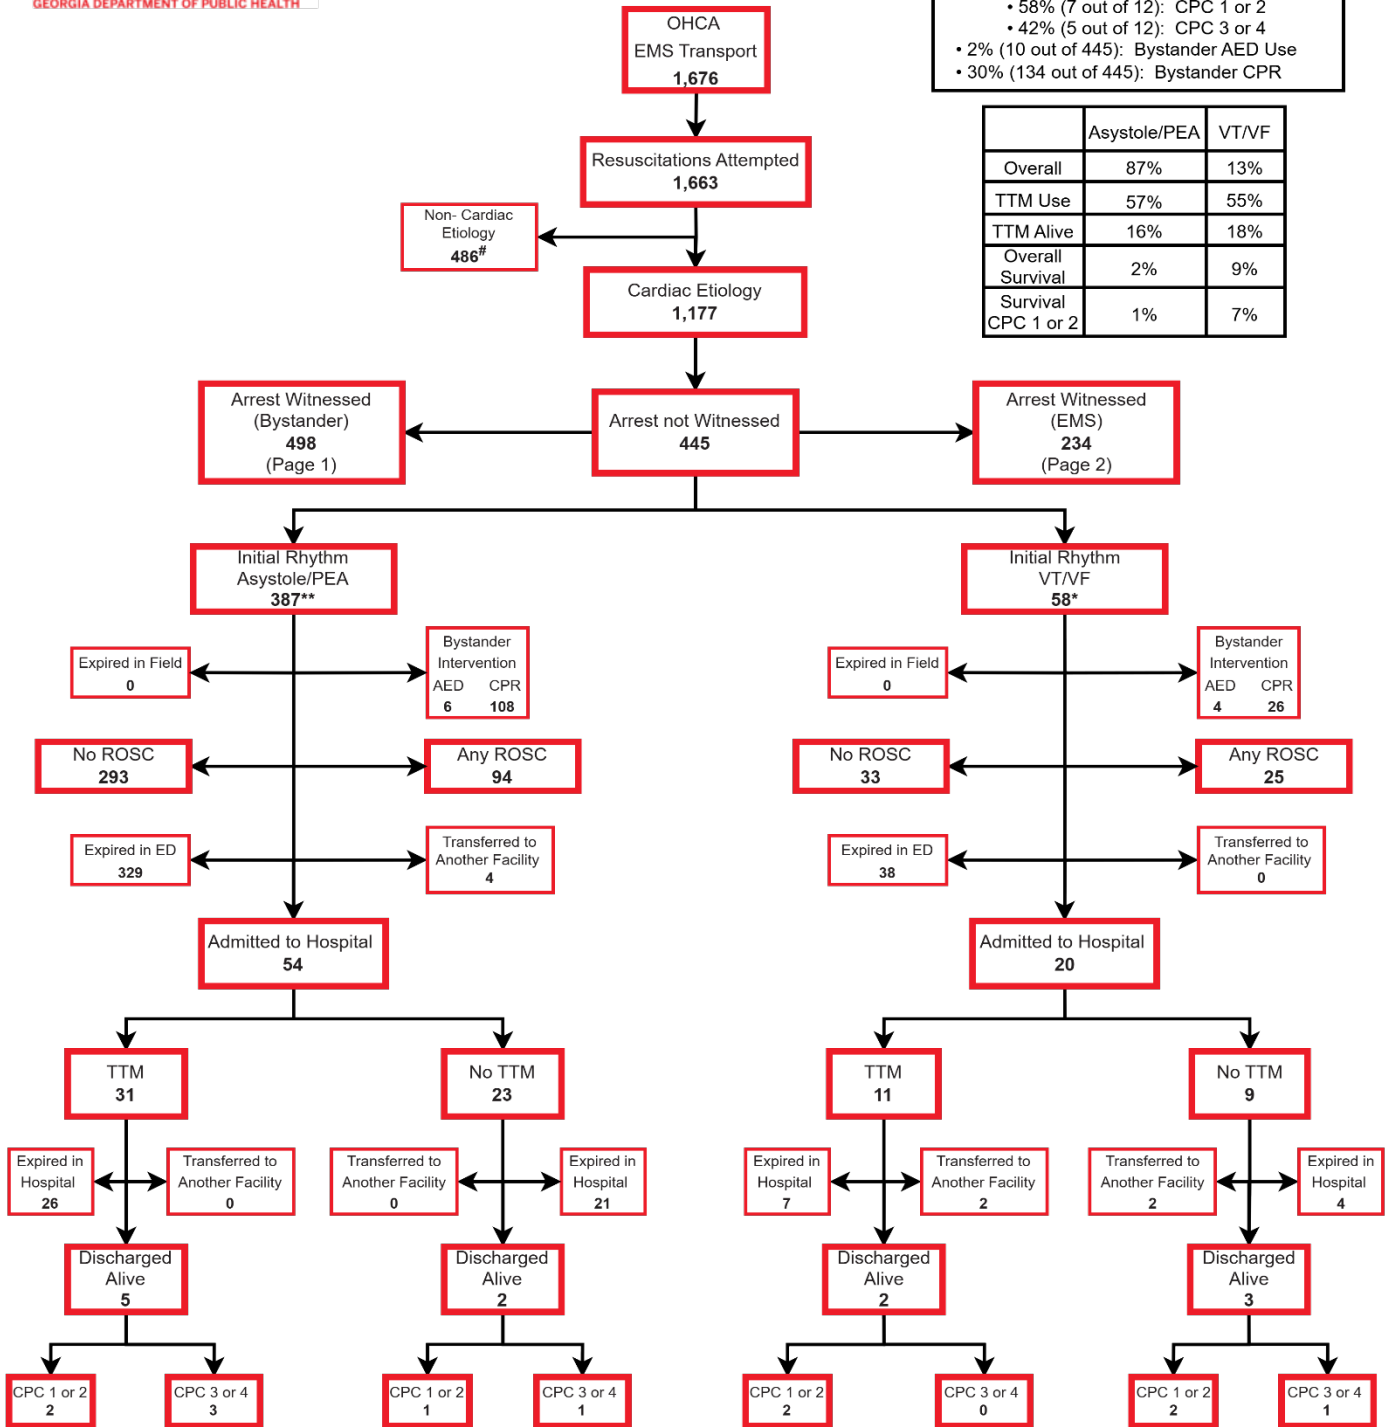 GEORGIA DEPARTMENT OF PUBLIC HEALTH
• 58% (7 out of 12): CPC 1 or 2
• 42% (5 out of 12): CPC 3 or 4
• 2% (10 out of 445): Bystander AED Use
• 30% (134 out of 445): Bystander CPR
OHCA
EMS Transport
1,676
Asystole/PEA VT/VF
Overall 87% 13%
TTM Use 57% 55%
TTM Alive 16% 18%
Overall
Survival 2% 9%
Survival
CPC 1 or 2 1% 7%
Resuscitations Attempted
1,663
Non- Cardiac
Etiology
486#
Cardiac Etiology
1,177
Arrest Witnessed
(Bystander)
498
(Page 1)
Arrest not Witnessed
445
Arrest Witnessed
(EMS)
234
(Page 2)
Initial Rhythm
Asystole/PEA
387**
Expired in Field
0
Bystander
Intervention
AED CPR
6 108
No ROSC
293
Any ROSC
94
Expired in ED
329
Transferred to
Another Facility
4
Admitted to Hospital
54
Initial Rhythm
VT/VF
58*
Expired in Field
0
Bystander
Intervention
AED CPR
4 26
No ROSC
33
Any ROSC
25
Expired in ED
38
Transferred to
Another Facility
0
Admitted to Hospital
20
TTM
31
Expired in
Hospital
26
Transferred to
Another Facility
0
Discharged
Alive
5
CPC 1 or 2
2
CPC 3 or 4
3
No TTM
23
Transferred to
Another Facility
0
Expired in
Hospital
21
Discharged
Alive
2
CPC 1 or 2
1
CPC 3 or 4
1
TTM
11
Expired in
Hospital
7
Transferred to
Another Facility
2
Discharged
Alive
2
CPC 1 or 2
2
CPC 3 or 4
0
No TTM
9
Transferred to
Another Facility
2
Expired in
Hospital
4
Discharged
Alive
3
CPC 1 or 2
2
CPC 3 or 4
1